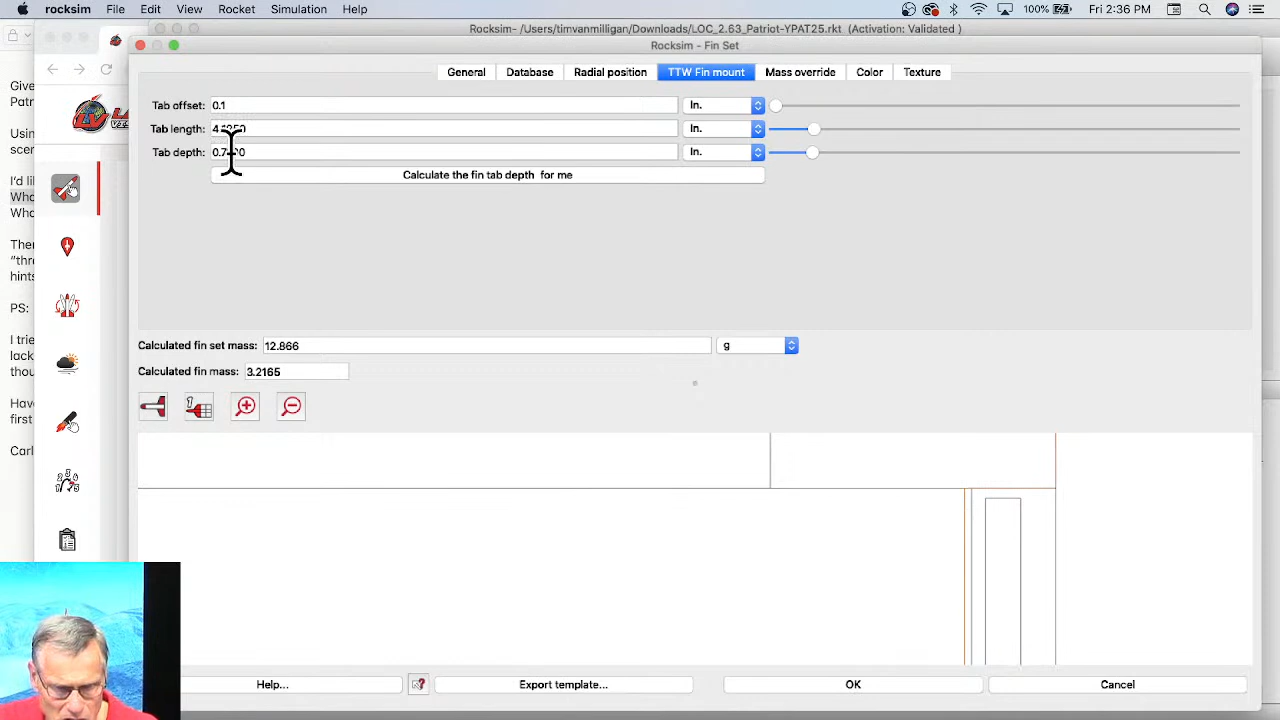 rocksim File Edit View Rocket Simulation Help 100% Fri 2:36 PM
Rocksim- /Users/timvanmilligan/Downloads/LOC_2.63_Patriot-YPAT25.rkt (Activation: Validated )
Rocksim - Fin Set
General Database Radial position TTW Fin mount Mass override Color Texture
Tab offset: 0.1 In.
Tab length: In.
Tab depth: In.
Calculate the fin tab depth for me
Calculated fin set mass: 12.866 g
Calculated fin mass: 3.2165
Help... Export template... OK Cancel
Give
Patr
Usin
scen
I'd lik
Wha
Who
Ther
"thre
hints
PS:
I trie
lack
thou
Have
first
Carl